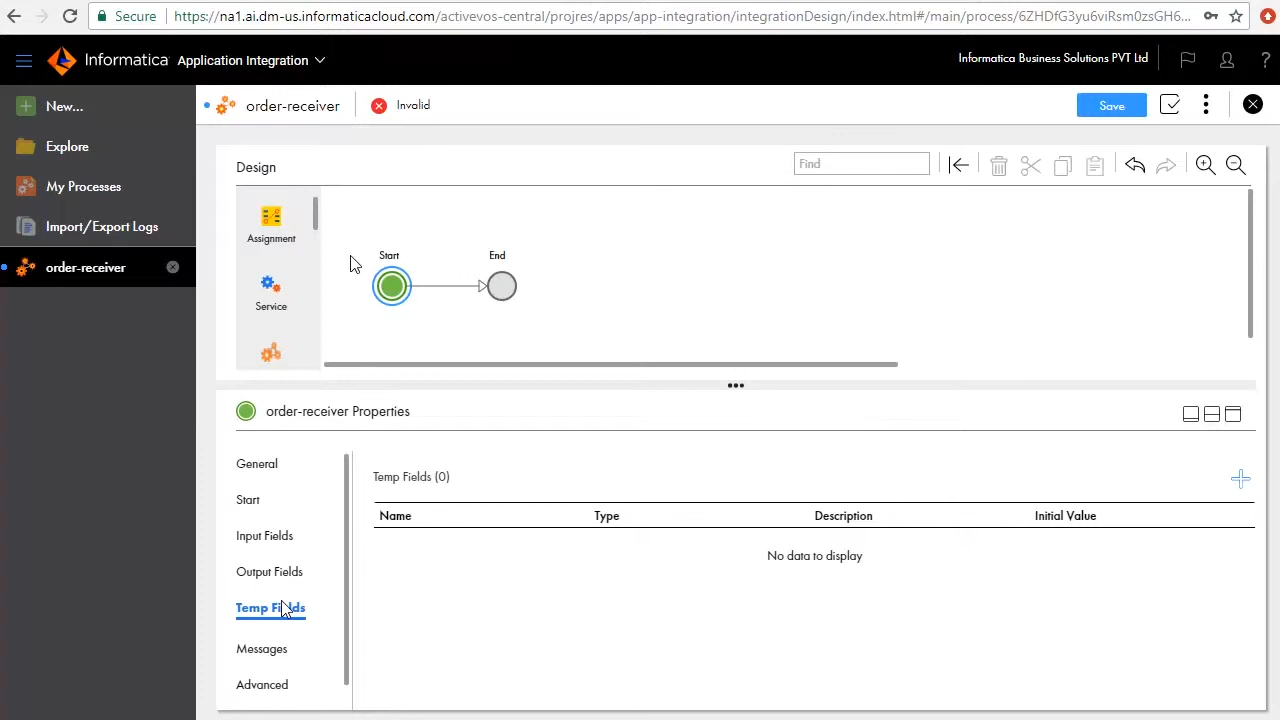 Secure https://na1.ai.dm-us.informaticacloud.com/activevos-central/projres/apps/app-integration/integrationDesign/index.html#/main/process/6ZHDfG3yu6viRsm0zsGH6...
Informatica Application Integration
Informatica Business Solutions PVT Ltd
?
New...
Explore
My Processes
Import/Export Logs
order-receiver
order-receiver
Invalid
Save
Design
Find
Assignment
Service
Start
End
order-receiver Properties
General
Start
Input Fields
Output Fields
Temp Fields
Messages
Advanced
Temp Fields (0)
Name Type Description Initial Value
No data to display